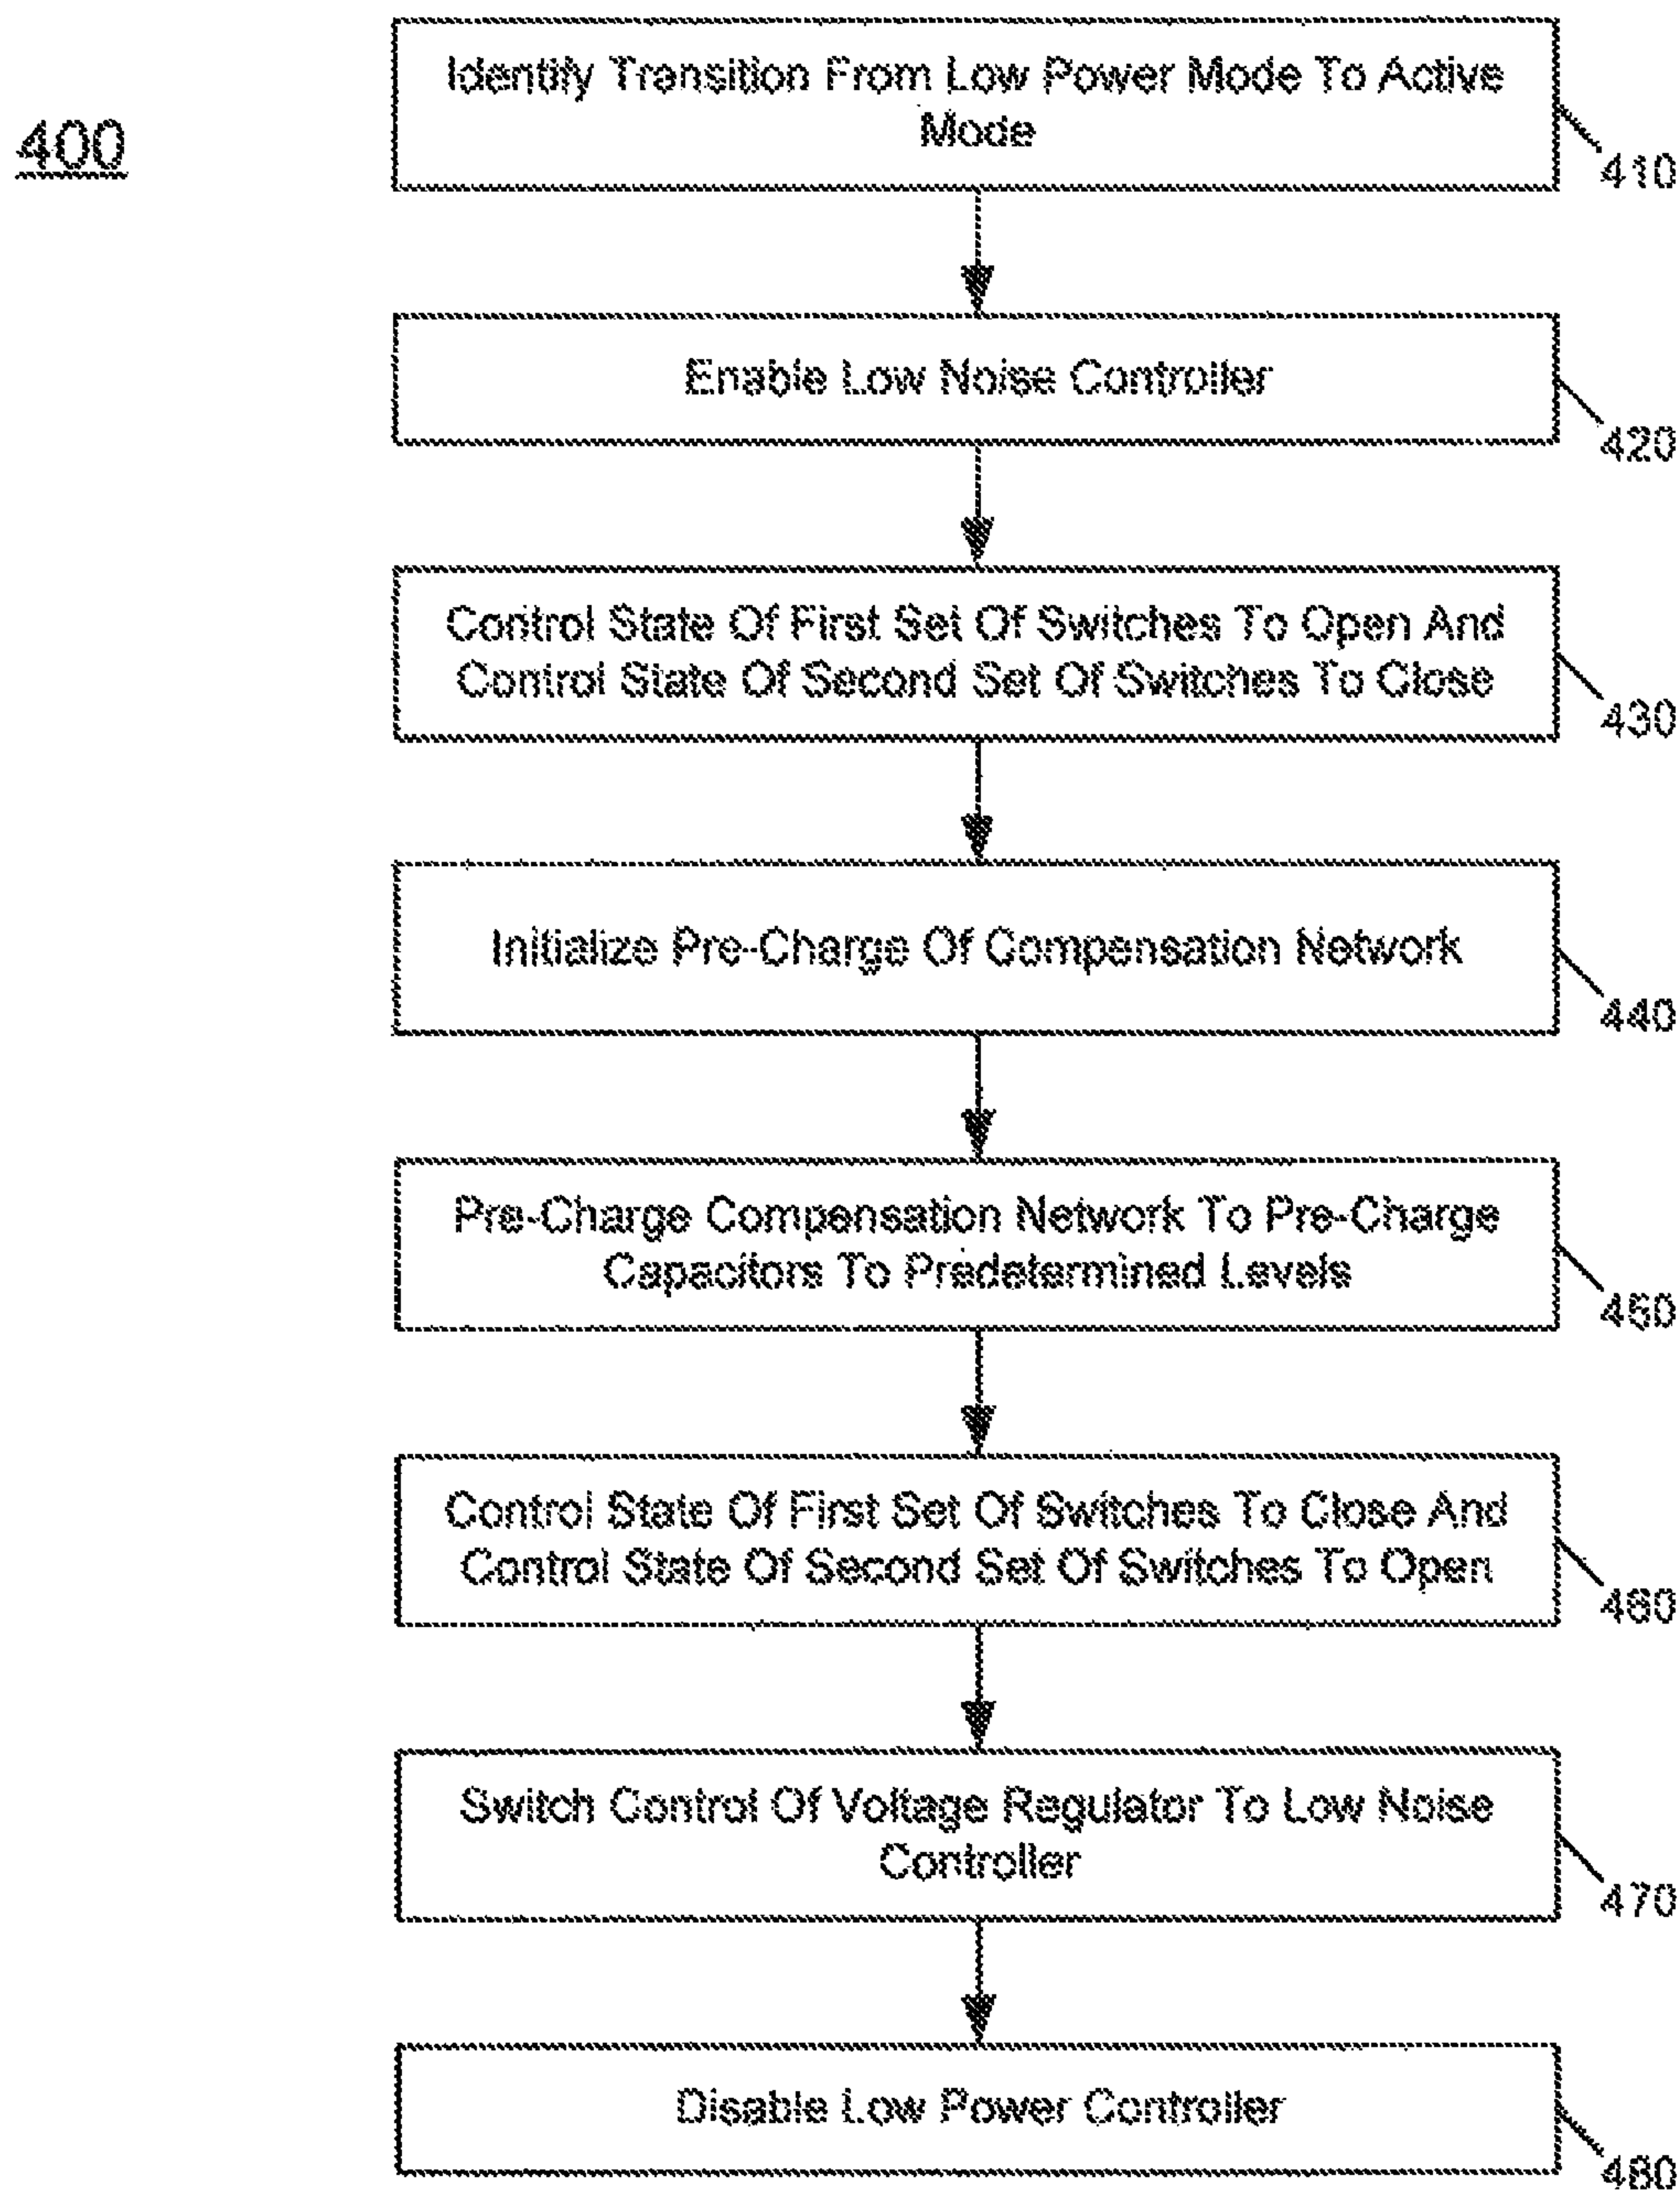 400
Identify Transition From Low Power Mode To Active
Mode
410
Enable Low Noise Controller
420
Control State Of First Set Of Switches To Open And
Control State Of Second Set Of Switches To Close
430
Initialize Pre-Charge Of Compensation Network
440
Pre-Charge Compensation Network To Pre-Charge
Capacitors To Predetermined Levels
450
Control State Of First Set Of Switches To Close And
Control State Of Second Set Of Switches To Open
460
Switch Control Of Voltage Regulator To Low Noise
Controller
470
Disable Low Power Controller
480